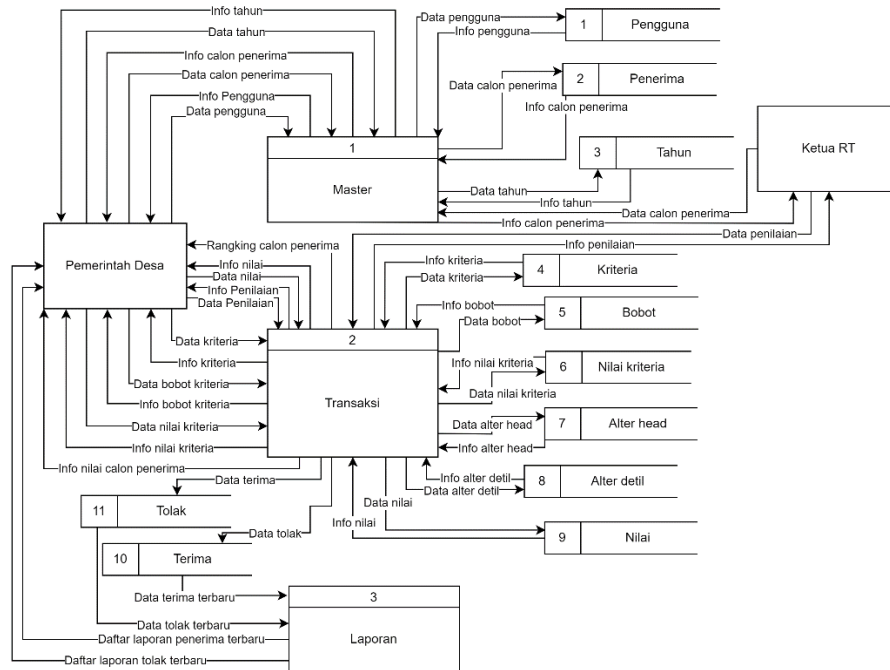 Info tahun
Data tahun
Info calon penerima
Data calon penerima
Info Pengguna
Data pengguna
Data pengguna
Info pengguna
1
Pengguna
Data calon penerima
Info calon penerima
2
Penerima
3
Tahun
Data tahun
Info tahun
1
Master
Ketua RT
Data calon penerima
Info calon penerima
Data penilaian
Info penilaian
Pemerintah Desa
Rangking calon penerima
Info nilai
Data nilai
Info Penilaian
Data Penilaian
Info kriteria
Data kriteria
4
Kriteria
Info bobot
Data bobot
5
Bobot
2
Transaksi
Data kriteria
Info kriteria
Data bobot kriteria
Info bobot kriteria
Data nilai kriteria
Info nilai kriteria
Info nilai calon penerima
Info nilai kriteria
Data nilai kriteria
6
Nilai kriteria
Data alter head
Info alter head
7
Alter head
Info alter detil
Data alter detil
8
Alter detil
Data nilai
Info nilai
9
Nilai
Data terima
11
Tolak
Data tolak
10
Terima
Data terima terbaru
Data tolak terbaru
Daftar laporan penerima terbaru
Daftar laporan tolak terbaru
3
Laporan